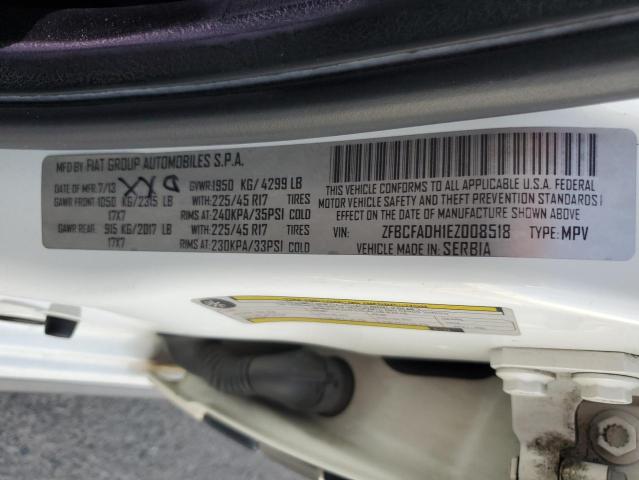 MFD BY FIAT GROUP AUTOMOBILES S.P.A.
DATE OF MFR 7/13 GVWR:1950 KG/4299 LB
GAWR FRONT:1050 KG/2315 LB WITH:225/45 R17 TIRES
17X7 RIMS AT:240KPA/35PSI COLD
GAWR REAR: 915 KG/2017 LB WITH:225/45 R17 TIRES
17X7 RIMS AT:230KPA/33PSI COLD
THIS VEHICLE CONFORMS TO ALL APPLICABLE U.S.A. FEDERAL
MOTOR VEHICLE SAFETY AND THEFT PREVENTION STANDARDS I
EFFECT ON THE DATE OF MANUFACTURE SHOWN ABOVE.
VIN: ZFBCFADH1EZ008518 TYPE: MPV
VEHICLE MADE IN: SERBIA